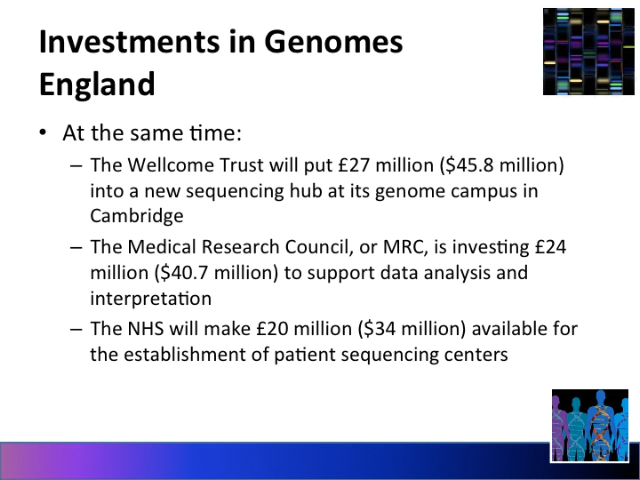 Investments in Genomes
England
• At the same time:
– The Wellcome Trust will put £27 million ($45.8 million)
into a new sequencing hub at its genome campus in
Cambridge
– The Medical Research Council, or MRC, is investing £24
million ($40.7 million) to support data analysis and
interpretation
– The NHS will make £20 million ($34 million) available for
the establishment of patient sequencing centers